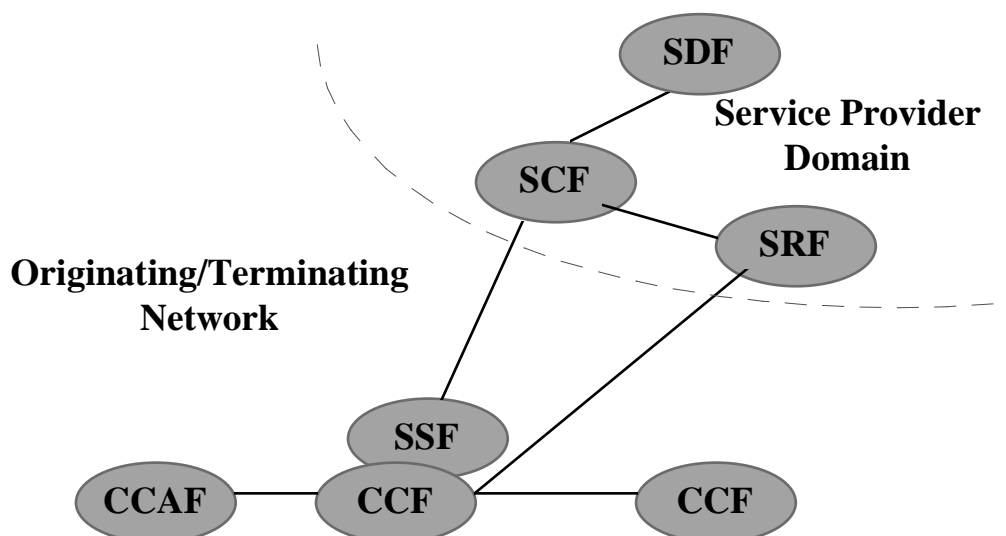 SDF
Service Provider
Domain
SCF
SRF
Originating/Terminating
Network
SSF
CCAF
CCF
CCF